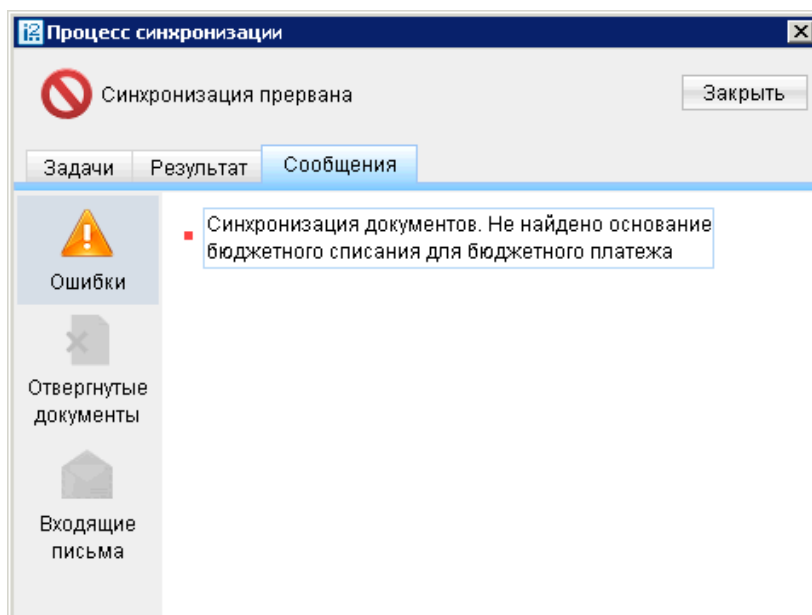 Процесс синхронизации
Синхронизация прервана
Закрыть
Задачи
Результат
Сообщения
Ошибки
Отвергнутые
документы
Входящие
письма
Синхронизация документов. Не найдено основание
бюджетного списания для бюджетного платежа